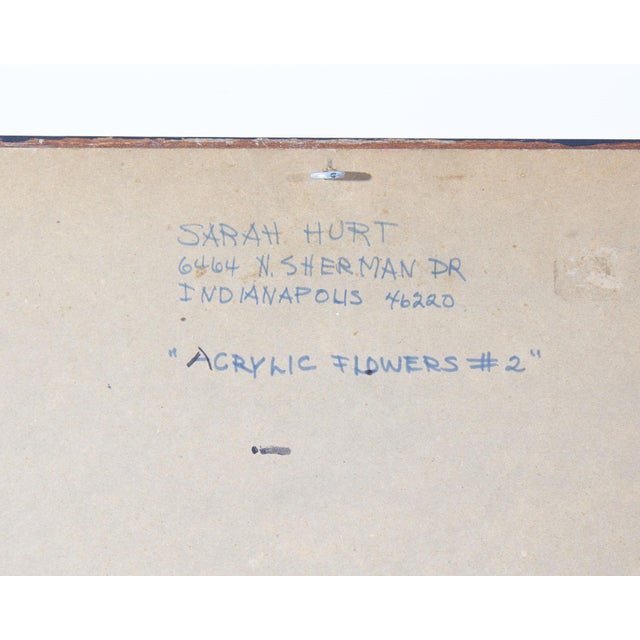 SARAH HURT
6464 N. SHERMAN DR
INDIANAPOLIS 46220
"ACRYLIC FLOWERS #2"